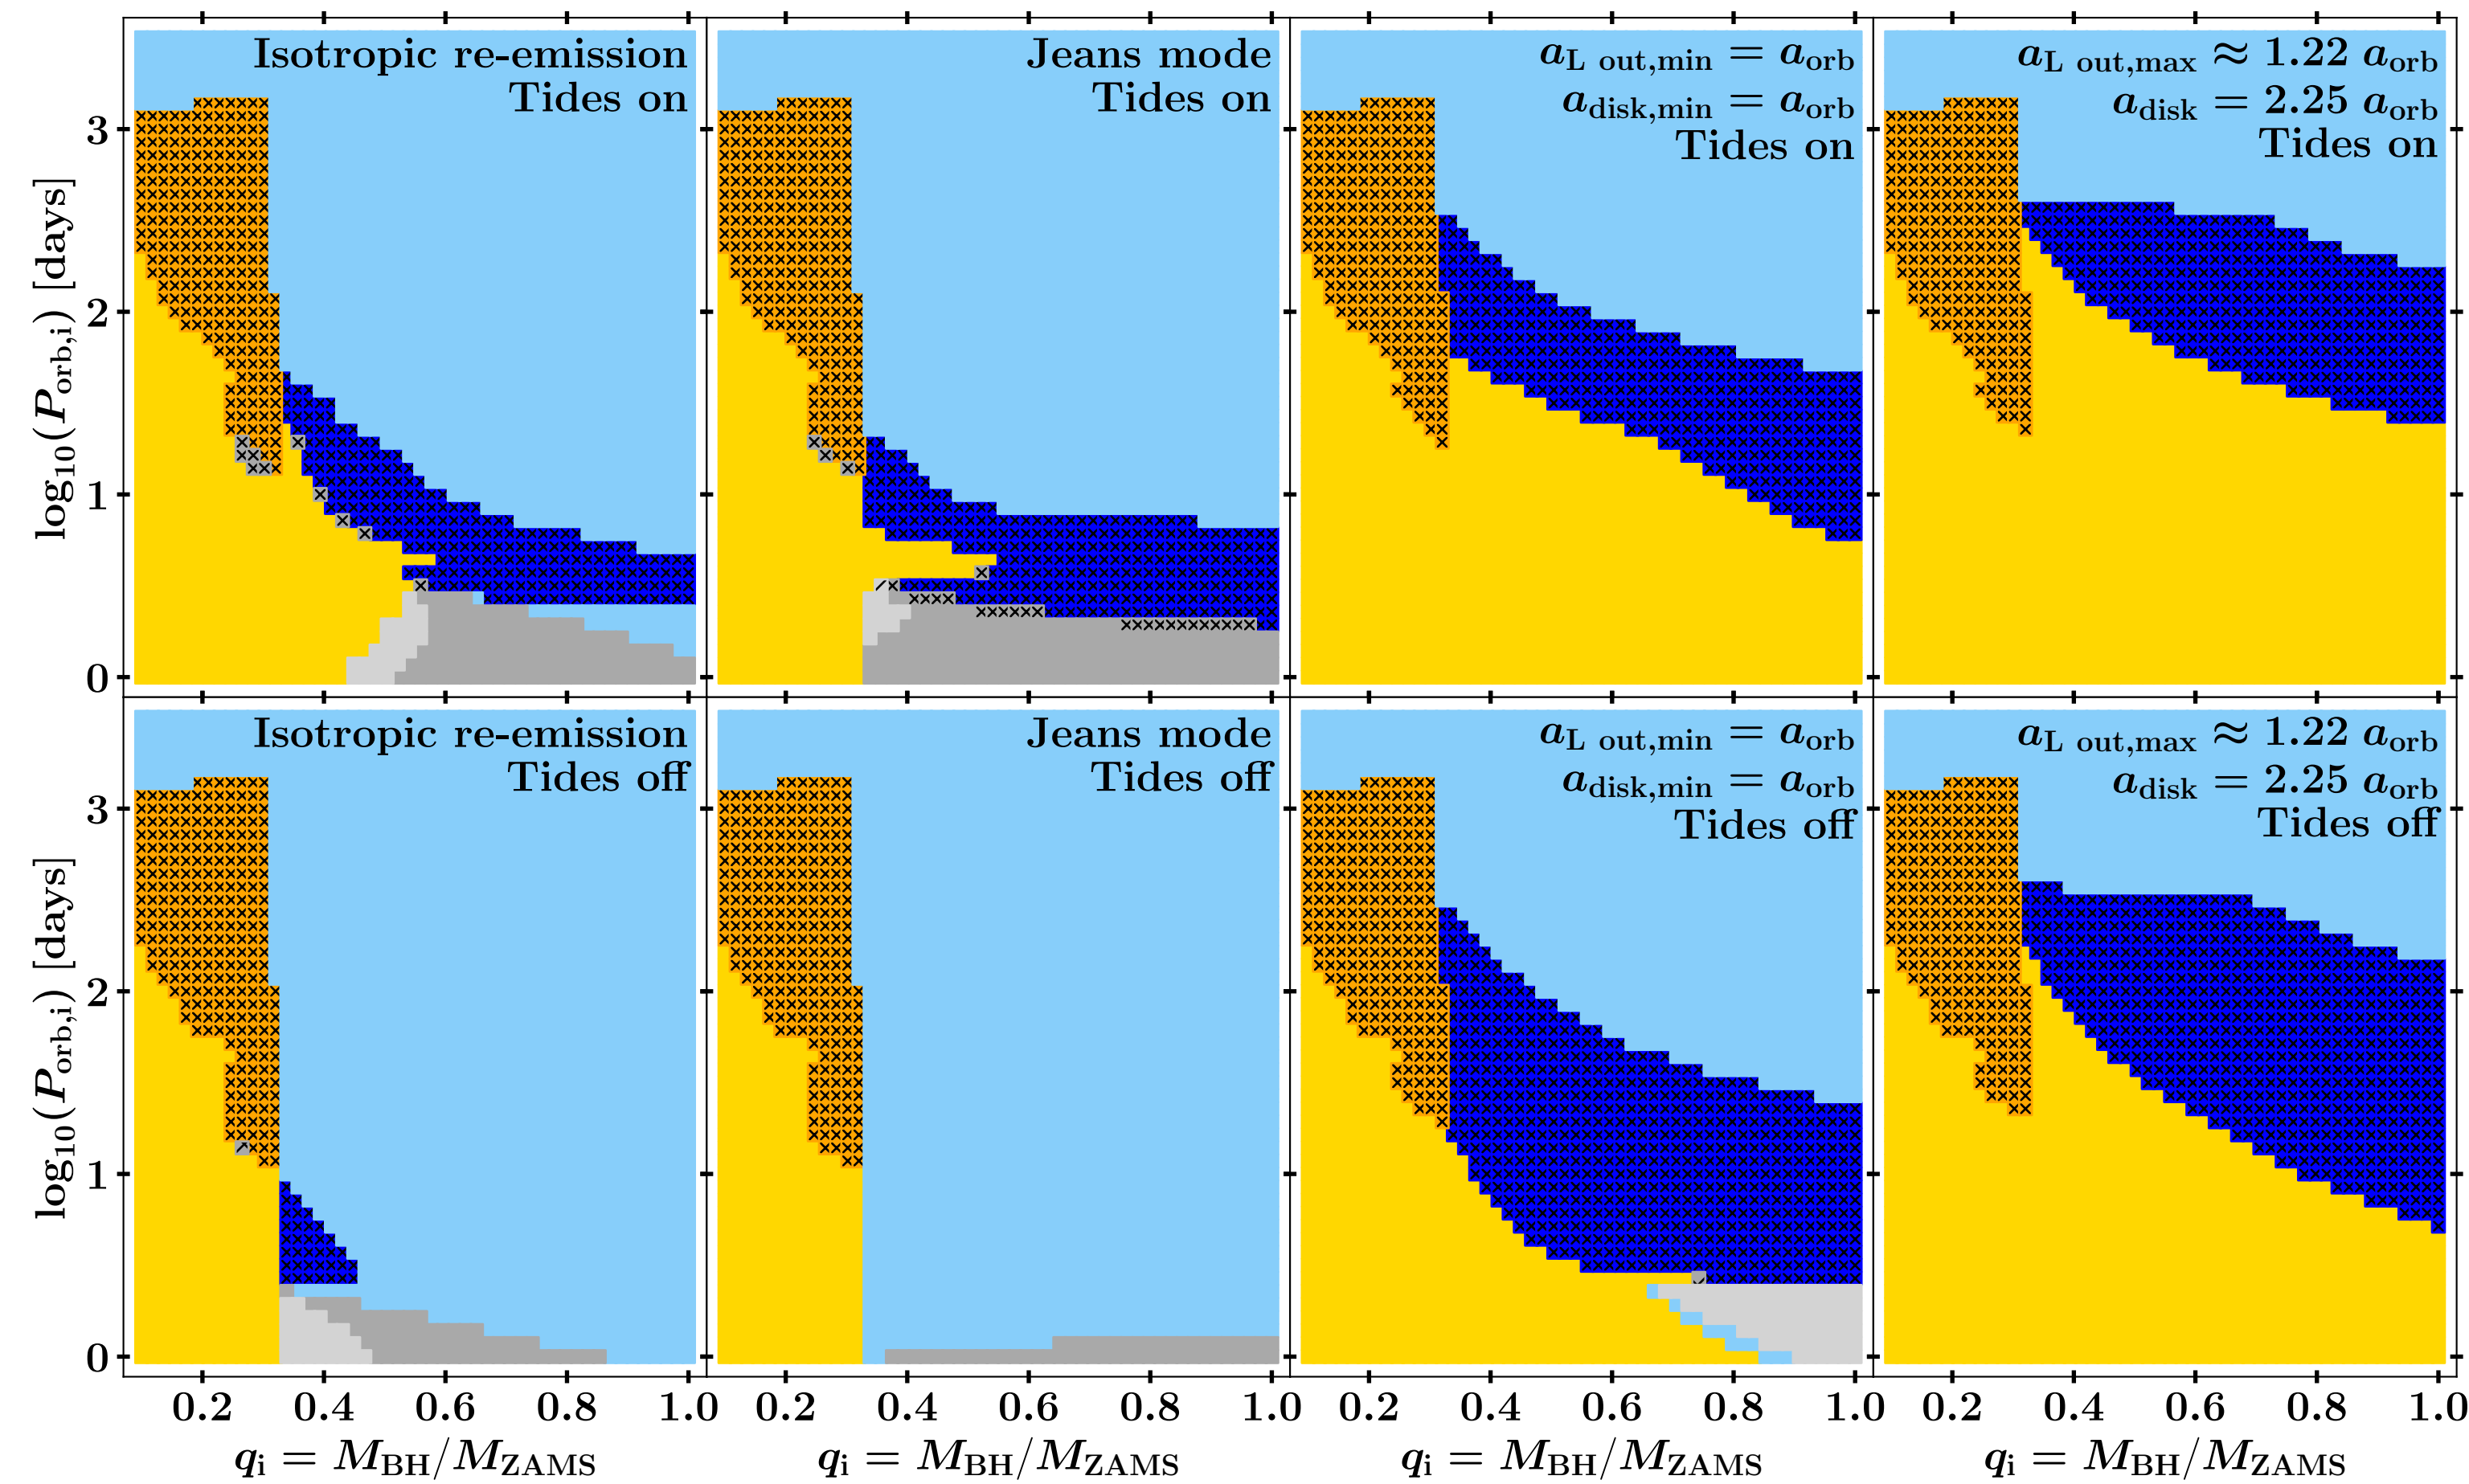 Isotropic re-emission
Tides on
Jeans mode
Tides on
a_L out,min = a_orb
a_disk,min = a_orb
Tides on
a_L out,max ≈ 1.22 a_orb
a_disk = 2.25 a_orb
Tides on
log₁₀(P_orb,i) [days]
3
2
1
0
Isotropic re-emission
Tides off
Jeans mode
Tides off
a_L out,min = a_orb
a_disk,min = a_orb
Tides off
a_L out,max ≈ 1.22 a_orb
a_disk = 2.25 a_orb
Tides off
log₁₀(P_orb,i) [days]
3
2
1
0
0.2 0.4 0.6 0.8 1.0 0.2 0.4 0.6 0.8 1.0 0.2 0.4 0.6 0.8 1.0 0.2 0.4 0.6 0.8 1.0
q_i = M_BH/M_ZAMS q_i = M_BH/M_ZAMS q_i = M_BH/M_ZAMS q_i = M_BH/M_ZAMS